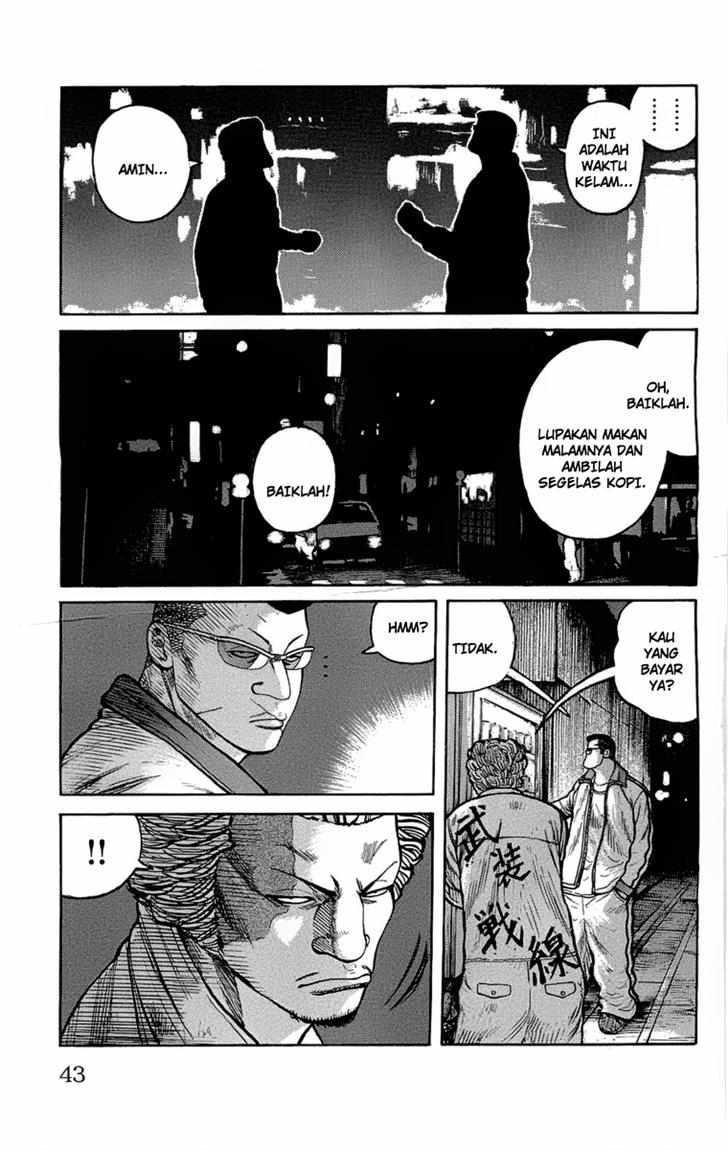 ......
INI
ADALAH
WAKTU
KELAM...
AMIN...
OH,
BAIKLAH.
LUPAKAN MAKAN
MALAMNYA DAN
AMBILAH
SEGELAS KOPI.
BAIKLAH!
KAU
YANG
BAYAR
YA?
TIDAK.
武装戦線
HMM?
...
!!
43